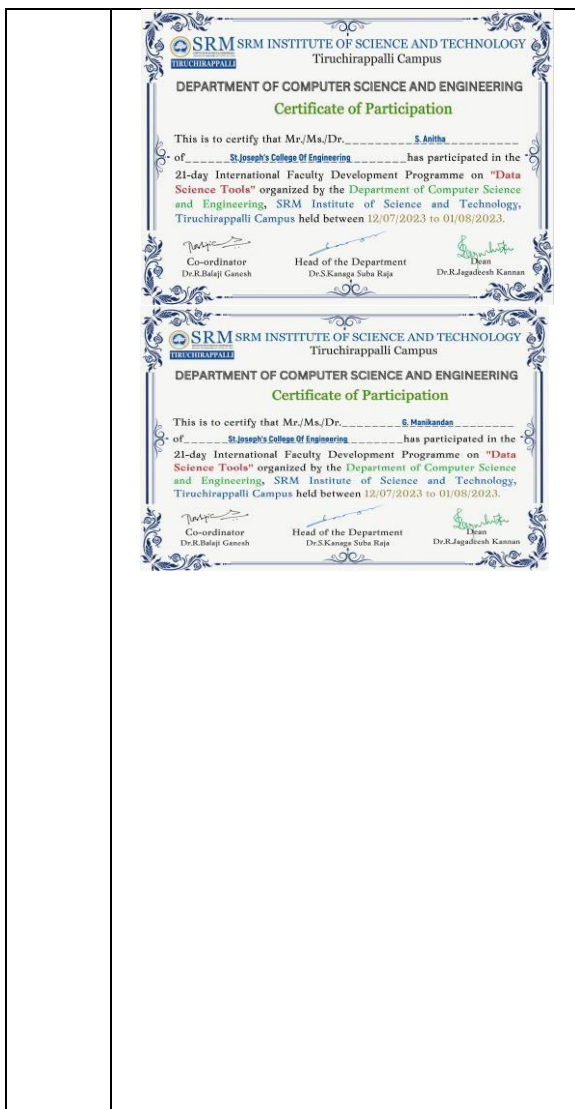 SRM SRM INSTITUTE OF SCIENCE AND TECHNOLOGY
TIRUCHIRAPPALLI Tiruchirappalli Campus
DEPARTMENT OF COMPUTER SCIENCE AND ENGINEERING
Certificate of Participation
This is to certify that Mr./Ms./Dr. S. Anitha
of St.Joseph's College Of Engineering has participated in the
21-day International Faculty Development Programme on "Data
Science Tools" organized by the Department of Computer Science
and Engineering, SRM Institute of Science and Technology,
Tiruchirappalli Campus held between 12/07/2023 to 01/08/2023.
Co-ordinator Head of the Department Dean
Dr.R.Balaji Ganesh Dr.S.Kanaga Suba Raja Dr.R.Jagadeesh Kannan
SRM SRM INSTITUTE OF SCIENCE AND TECHNOLOGY
TIRUCHIRAPPALLI Tiruchirappalli Campus
DEPARTMENT OF COMPUTER SCIENCE AND ENGINEERING
Certificate of Participation
This is to certify that Mr./Ms./Dr. G. Manikandan
of St.Joseph's College Of Engineering has participated in the
21-day International Faculty Development Programme on "Data
Science Tools" organized by the Department of Computer Science
and Engineering, SRM Institute of Science and Technology,
Tiruchirappalli Campus held between 12/07/2023 to 01/08/2023.
Co-ordinator Head of the Department Dean
Dr.R.Balaji Ganesh Dr.S.Kanaga Suba Raja Dr.R.Jagadeesh Kannan